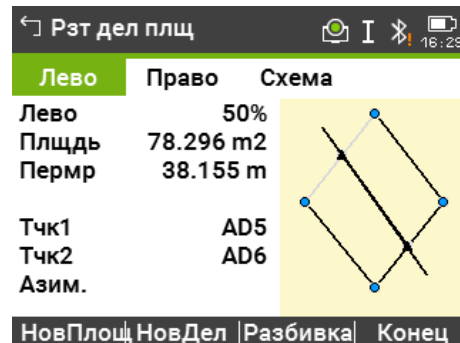 Рзт дел плщ
16:29
Лево Право Схема
Лево 50%
Плщдь 78.296 m2
Пермр 38.155 m
Тчк1 AD5
Тчк2 AD6
Азим.
НовПлощ НовДел Разбивка Конец